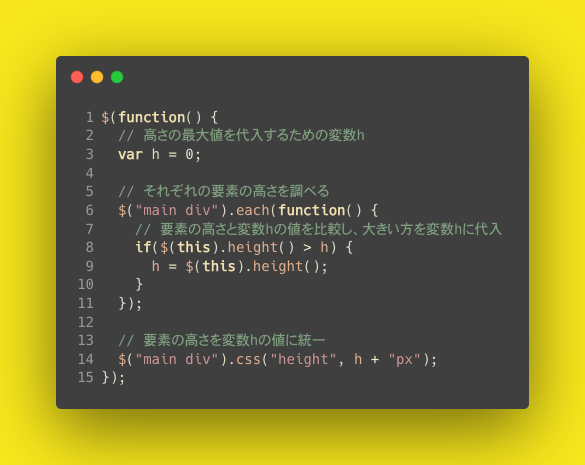 1 $(function() {
2   // 高さの最大値を代入するための変数h
3   var h = 0;
4
5   // それぞれの要素の高さを調べる
6   $("main div").each(function() {
7     // 要素の高さと変数hの値を比較し、大きい方を変数hに代入
8     if($(this).height() > h) {
9       h = $(this).height();
10     }
11   });
12
13   // 要素の高さを変数hの値に統一
14   $("main div").css("height", h + "px");
15 });